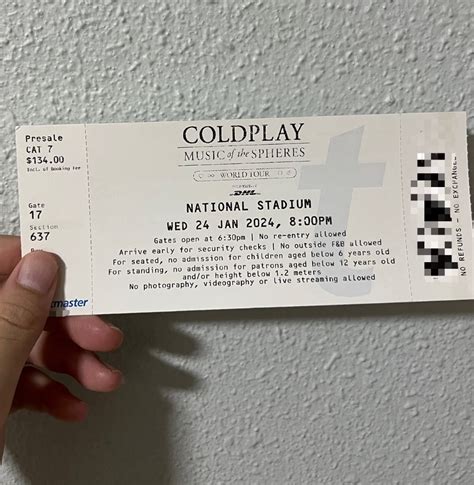 Presale
CAT 7
$134.00
Incl. of Booking Fee
Gate
17
Section
637
master
COLDPLAY
MUSIC of the SPHERES
WORLD TOUR
DHL
NATIONAL STADIUM
WED 24 JAN 2024, 8:00PM
Gates open at 6:30pm | No re-entry allowed
Arrive early for security checks | No outside F&B allowed
For seated, no admission for children aged below 6 years old
For standing, no admission for patrons aged below 12 years old
and/or height below 1.2 meters
No photography, videography or live streaming allowed
t
NO REFUNDS - NO EXCHANGE